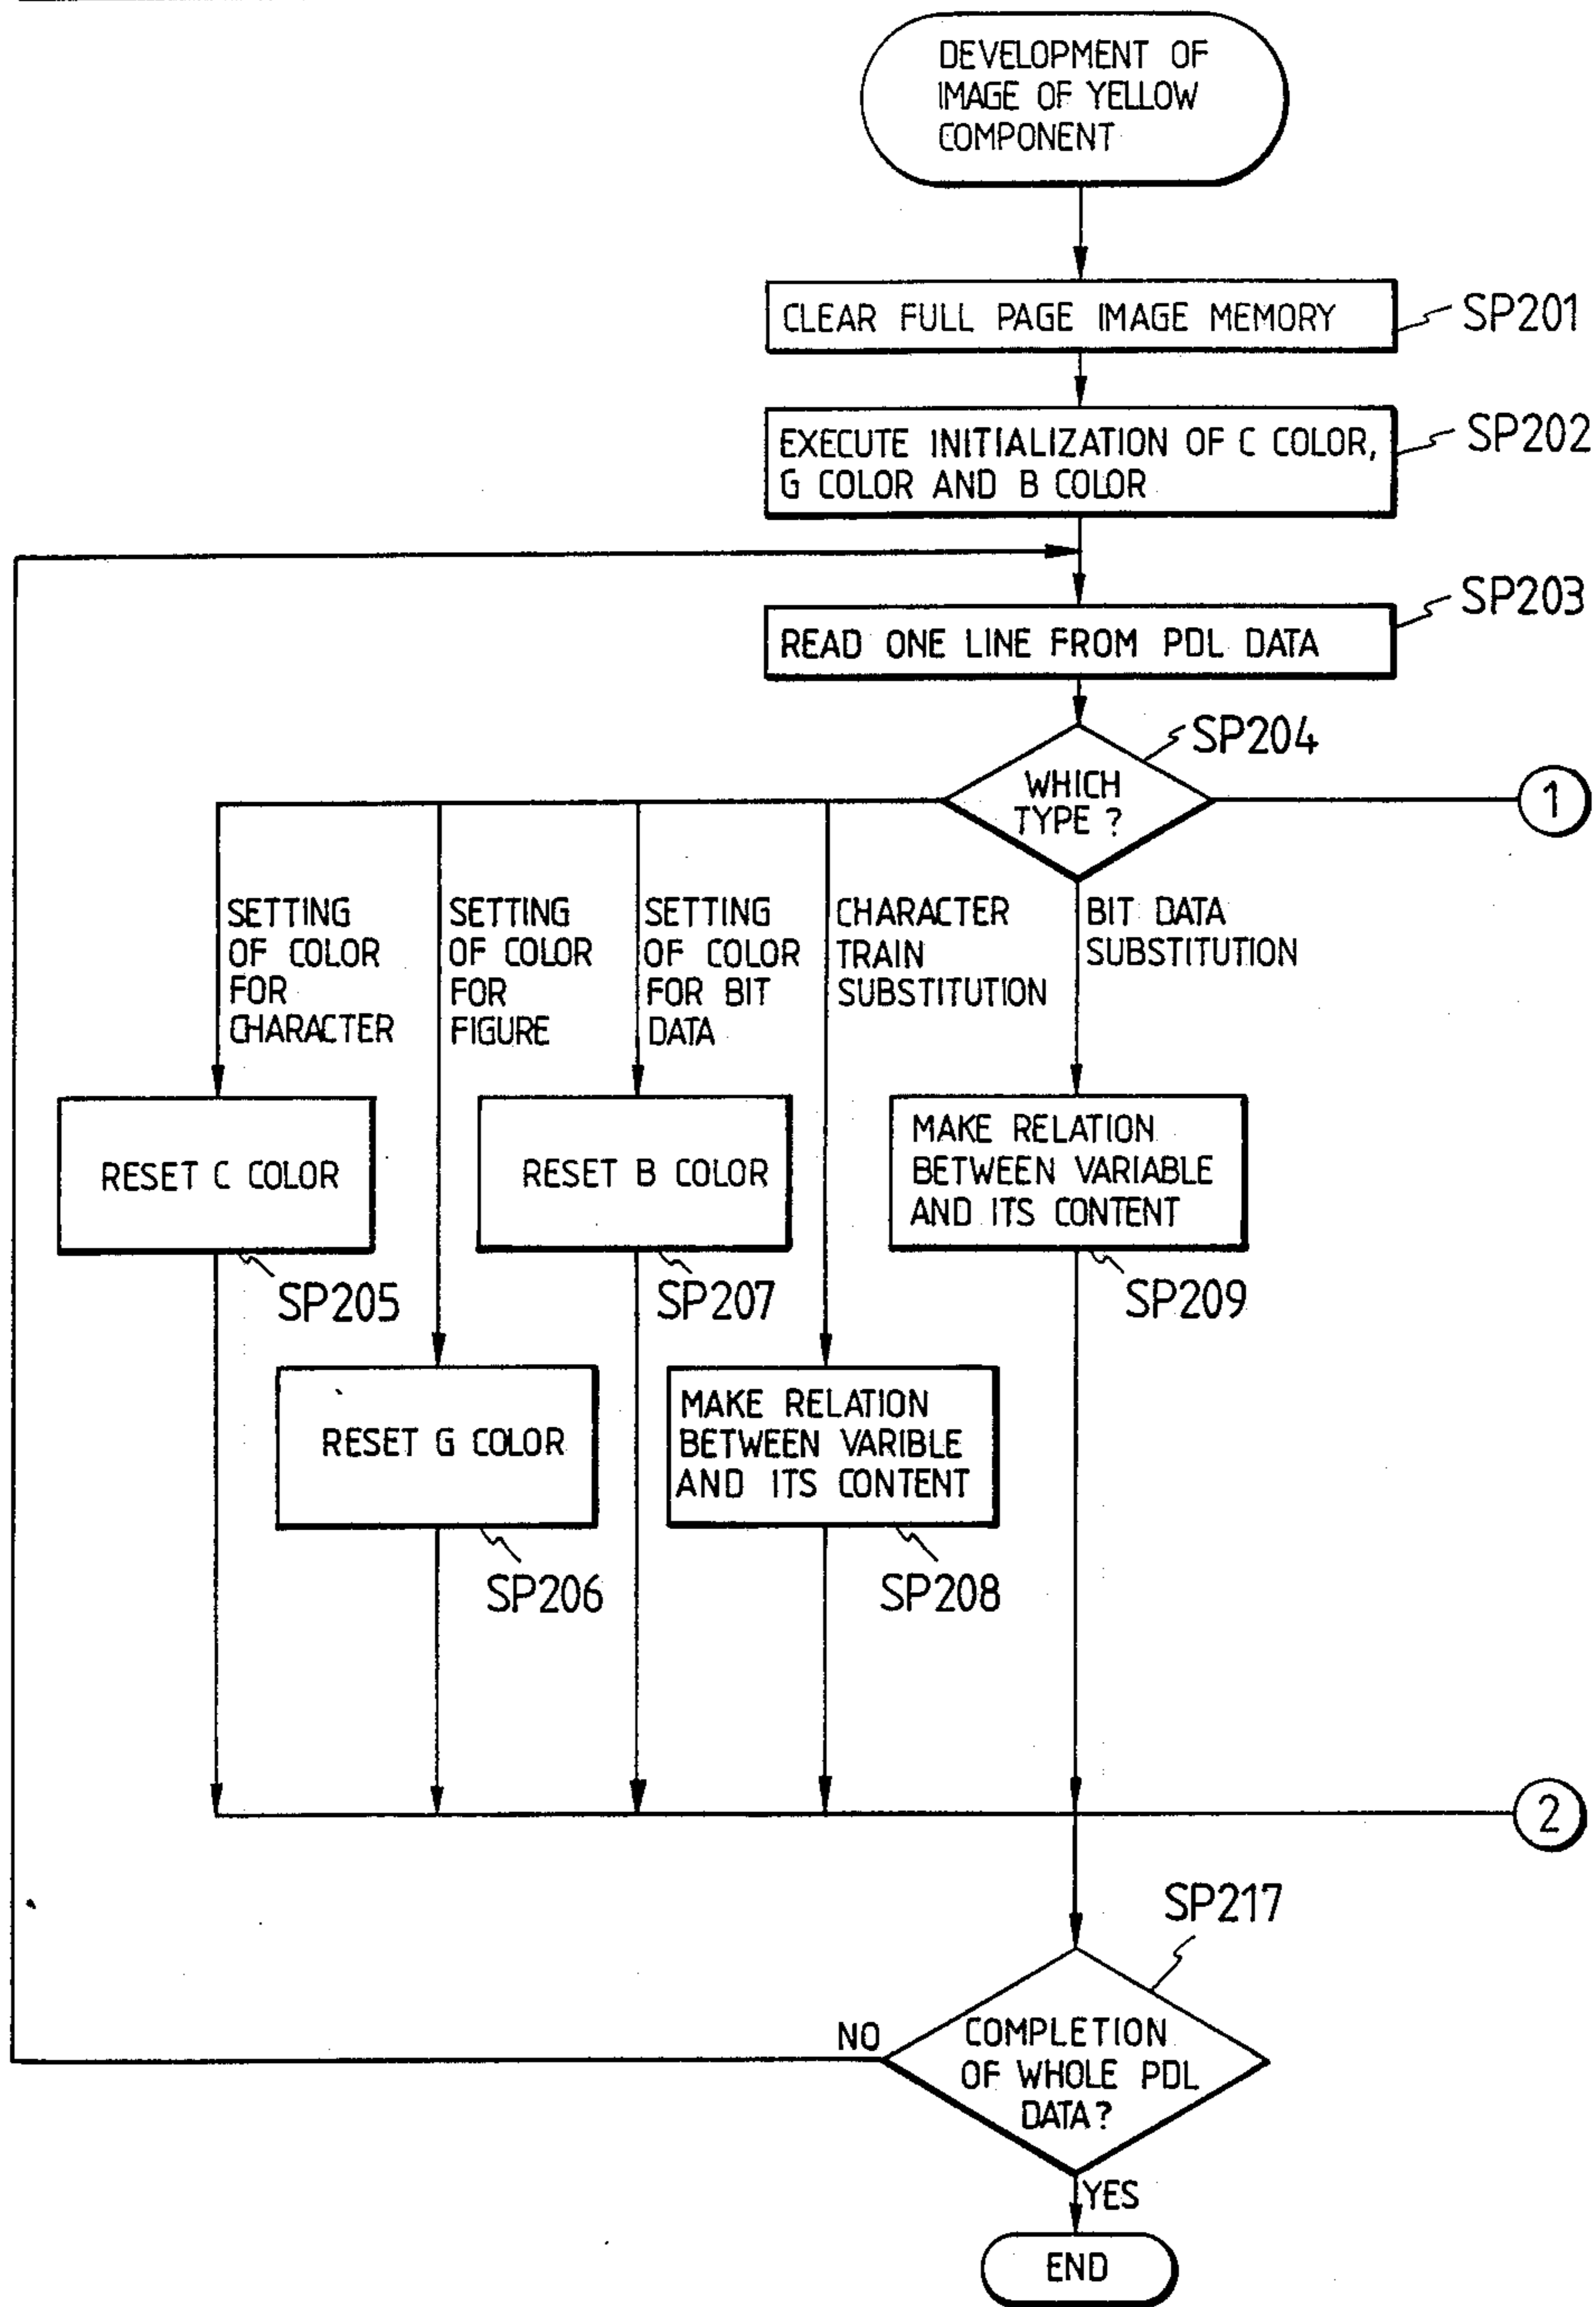 DEVELOPMENT OF
IMAGE OF YELLOW
COMPONENT
CLEAR FULL PAGE IMAGE MEMORY
SP201
EXECUTE INITIALIZATION OF C COLOR,
G COLOR AND B COLOR
SP202
READ ONE LINE FROM PDL DATA
SP203
WHICH
TYPE ?
SP204
1
SETTING
OF COLOR
FOR
CHARACTER
SETTING
OF COLOR
FOR
FIGURE
SETTING
OF COLOR
FOR BIT
DATA
CHARACTER
TRAIN
SUBSTITUTION
BIT DATA
SUBSTITUTION
RESET C COLOR
SP205
RESET B COLOR
SP207
MAKE RELATION
BETWEEN VARIABLE
AND ITS CONTENT
SP209
RESET G COLOR
SP206
MAKE RELATION
BETWEEN VARIBLE
AND ITS CONTENT
SP208
2
SP217
COMPLETION
OF WHOLE PDL
DATA?
NO
YES
END